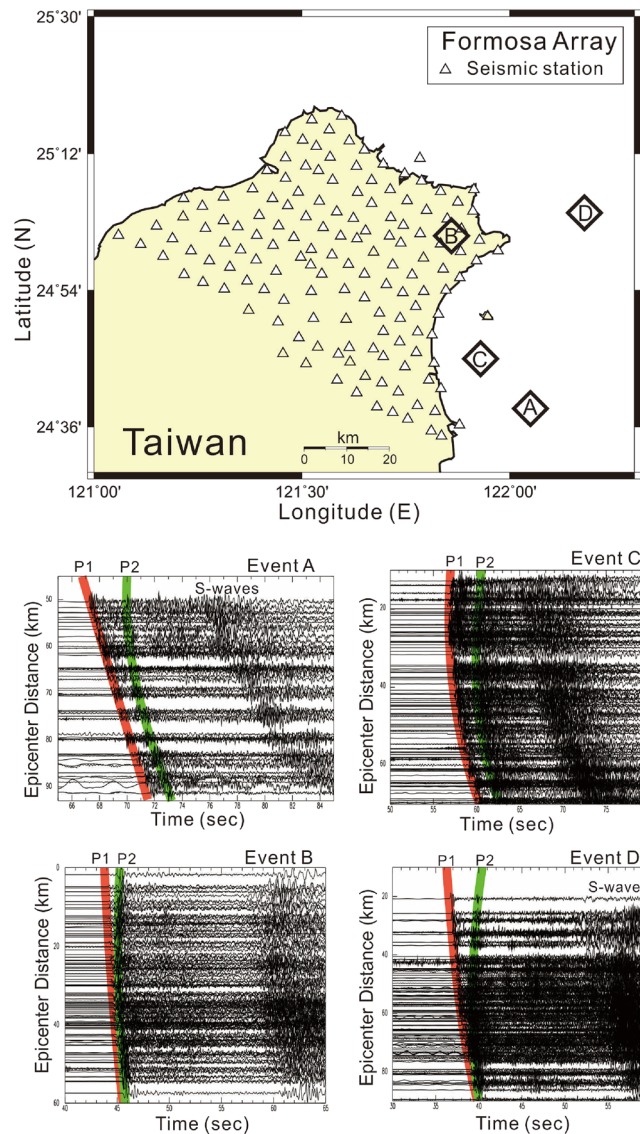 25˚30'
Formosa Array
Seismic station
25˚12'
D
B
Latitude (N)
24˚54'
C
A
24˚36'
Taiwan
km
0 10 20
121˚00' 121˚30' 122˚00'
Longitude (E)
P1 P2 Event A
S-waves
Epicenter Distance (km)
50
60
70
80
90
66 68 70 72 74 76 78 80 82 84
Time (sec)
P1 P2 Event C
Epicenter Distance (km)
20
40
60
50 55 60 65 70 75
Time (sec)
P1 P2 Event B
Epicenter Distance (km)
0
20
40
60
40 45 50 55 60 65
Time (sec)
P1 P2 Event D
S-wave
Epicenter Distance (km)
20
40
60
80
30 35 40 45 50 55
Time (sec)